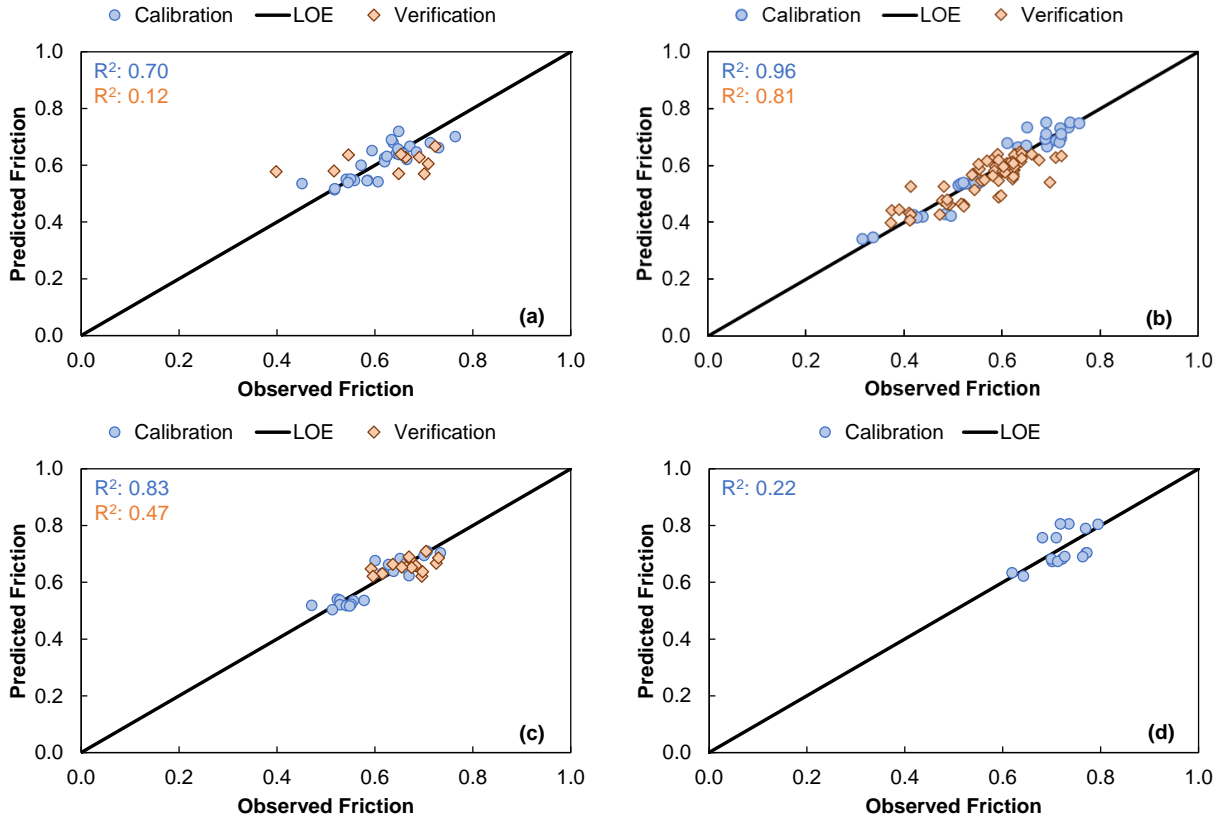 Calibration LOE Verification
R²: 0.70
R²: 0.12
1.0
0.8
0.6
0.4
0.2
0.0
Predicted Friction
(a)
0.0 0.2 0.4 0.6 0.8 1.0
Observed Friction
Calibration LOE Verification
R²: 0.96
R²: 0.81
1.0
0.8
0.6
0.4
0.2
0.0
Predicted Friction
(b)
0.0 0.2 0.4 0.6 0.8 1.0
Observed Friction
Calibration LOE Verification
R²: 0.83
R²: 0.47
1.0
0.8
0.6
0.4
0.2
0.0
Predicted Friction
(c)
0.0 0.2 0.4 0.6 0.8 1.0
Observed Friction
Calibration LOE
R²: 0.22
1.0
0.8
0.6
0.4
0.2
0.0
Predicted Friction
(d)
0.0 0.2 0.4 0.6 0.8 1.0
Observed Friction